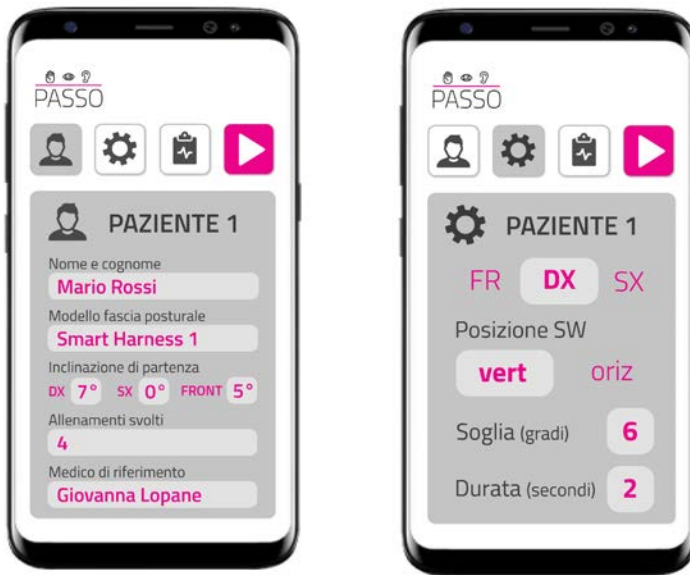 PASSO
PAZIENTE 1
Nome e cognome
Mario Rossi
Modello fascia posturale
Smart Harness 1
Inclinazione di partenza
DX 7° SX 0° FRONT 5°
Allenamenti svolti
4
Medico di riferimento
Giovanna Lopane
PASSO
PAZIENTE 1
FR DX SX
Posizione SW
vert oriz
Soglia (gradi) 6
Durata (secondi) 2